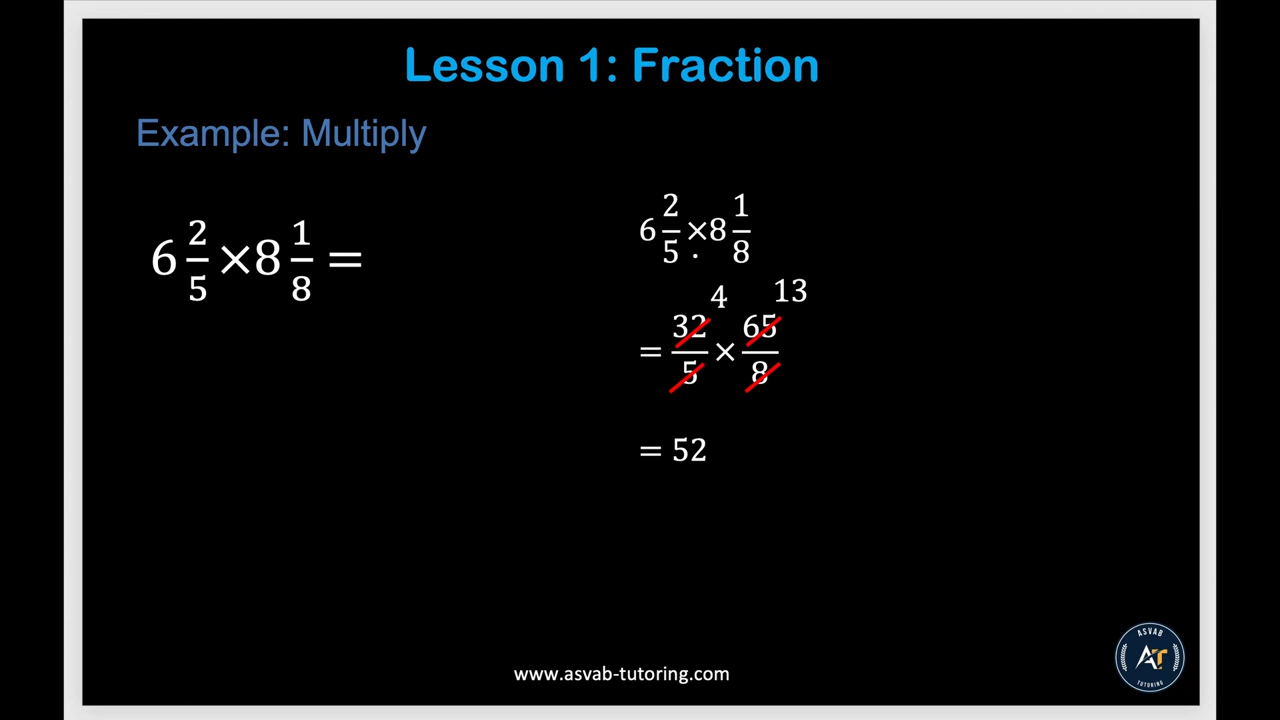 Lesson 1: Fraction
Example: Multiply
6 2/5 × 8 1/8 =
6 2/5 × 8 1/8
4 13
= 32/5 × 65/8
= 52
www.asvab-tutoring.com
ASVAB
AT
TUTORING